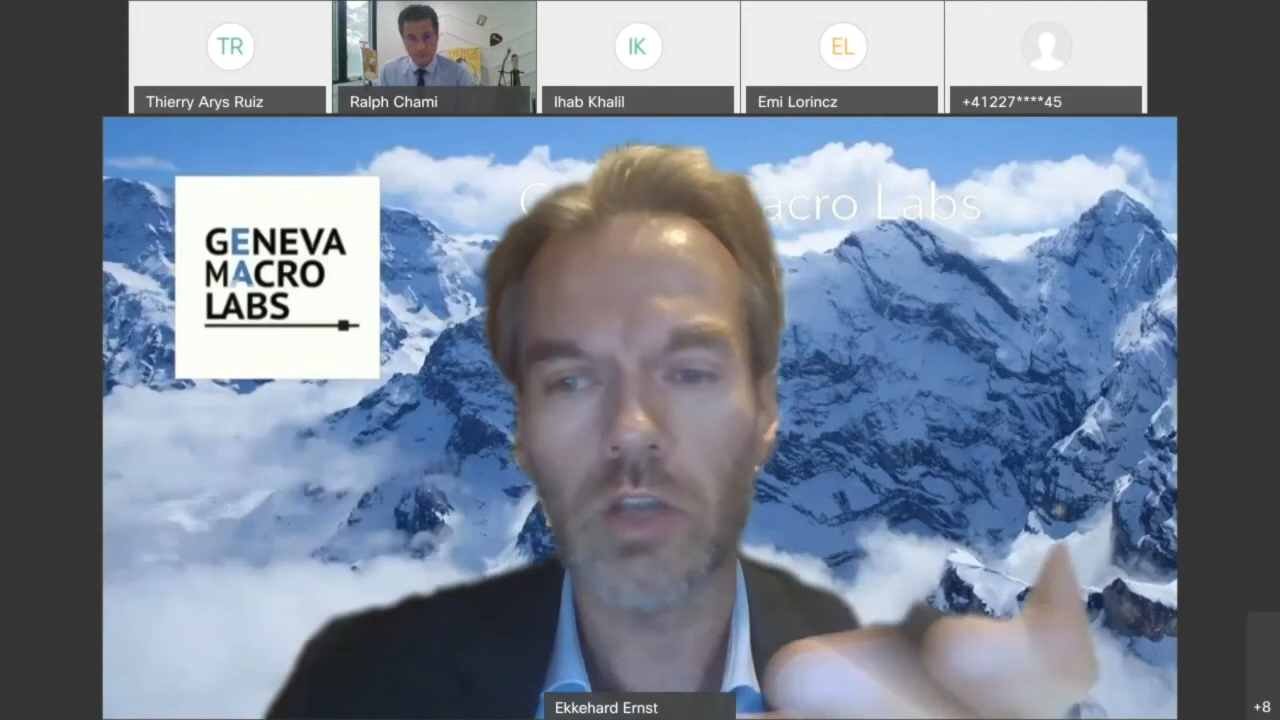 TR
IK
EL
Thierry Arys Ruiz
Ralph Chami
Ihab Khalil
Emi Lorincz
+41227****45
acro Labs
GENEVA
MACRO
LABS
Ekkehard Ernst
+8